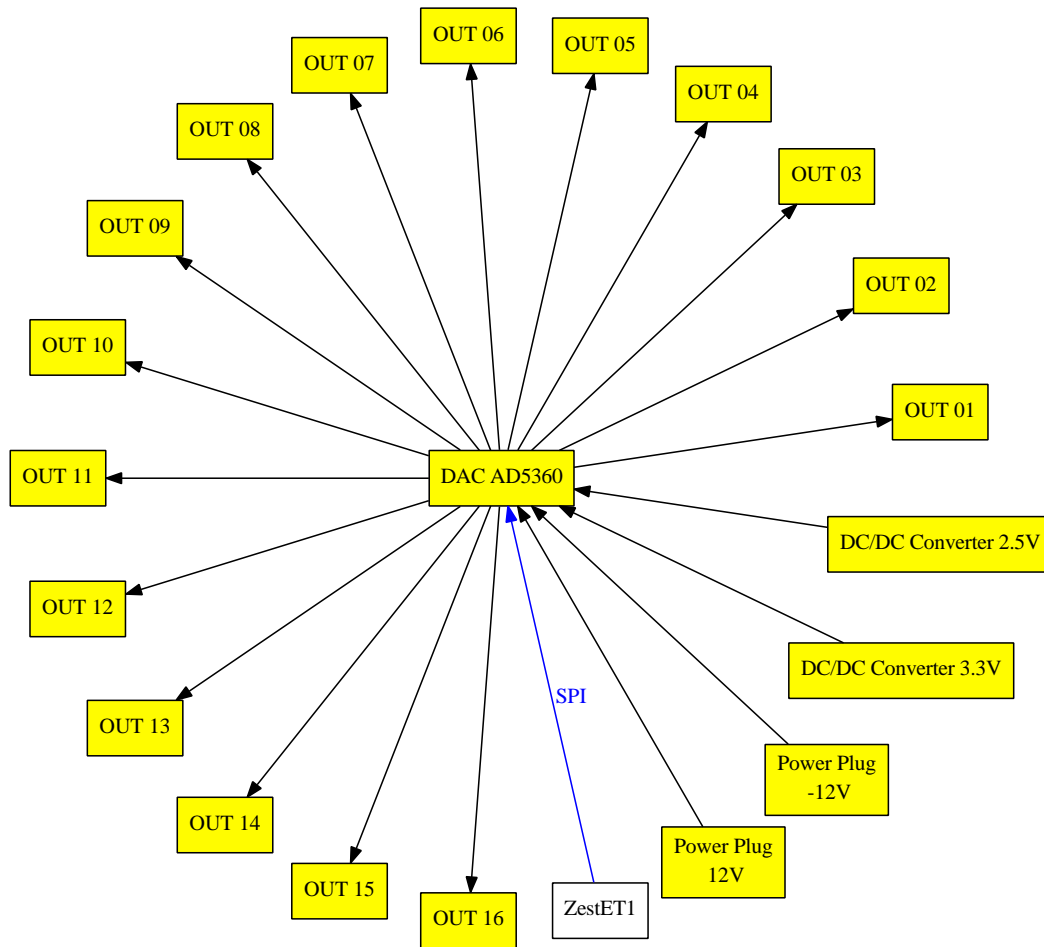 OUT 06
OUT 05
OUT 07
OUT 04
OUT 08
OUT 03
OUT 09
OUT 02
OUT 10
OUT 01
DAC AD5360
OUT 11
DC/DC Converter 2.5V
OUT 12
DC/DC Converter 3.3V
SPI
OUT 13
Power Plug
-12V
OUT 14
Power Plug
12V
OUT 15
ZestET1
OUT 16